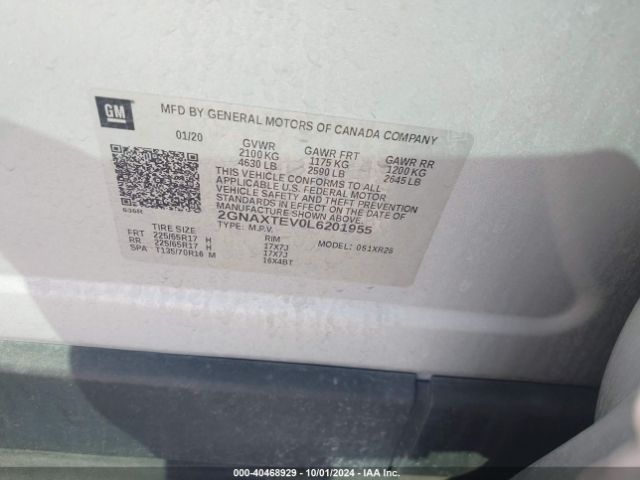 GM
MFD BY GENERAL MOTORS OF CANADA COMPANY
01/20 GVWR GAWR FRT GAWR RR
2100 KG 1175 KG 1200 KG
4630 LB 2590 LB 2645 LB
THIS VEHICLE CONFORMS TO ALL
APPLICABLE U.S. FEDERAL MOTOR
VEHICLE SAFETY AND THEFT PREVENTION
STANDARDS IN EFFECT ON THE DATE OF
MANUFACTURE SHOWN ABOVE.
2GNAXTEV0L6201955
TYPE: M.P.V. MODEL: 051XR26
TIRE SIZE RIM
FRT 225/65R17 H 17X7J
RR 225/65R17 H 17X7J
SPA T135/70R16 M 16X4BT
000-40468929 - 10/01/2024 - IAA Inc.